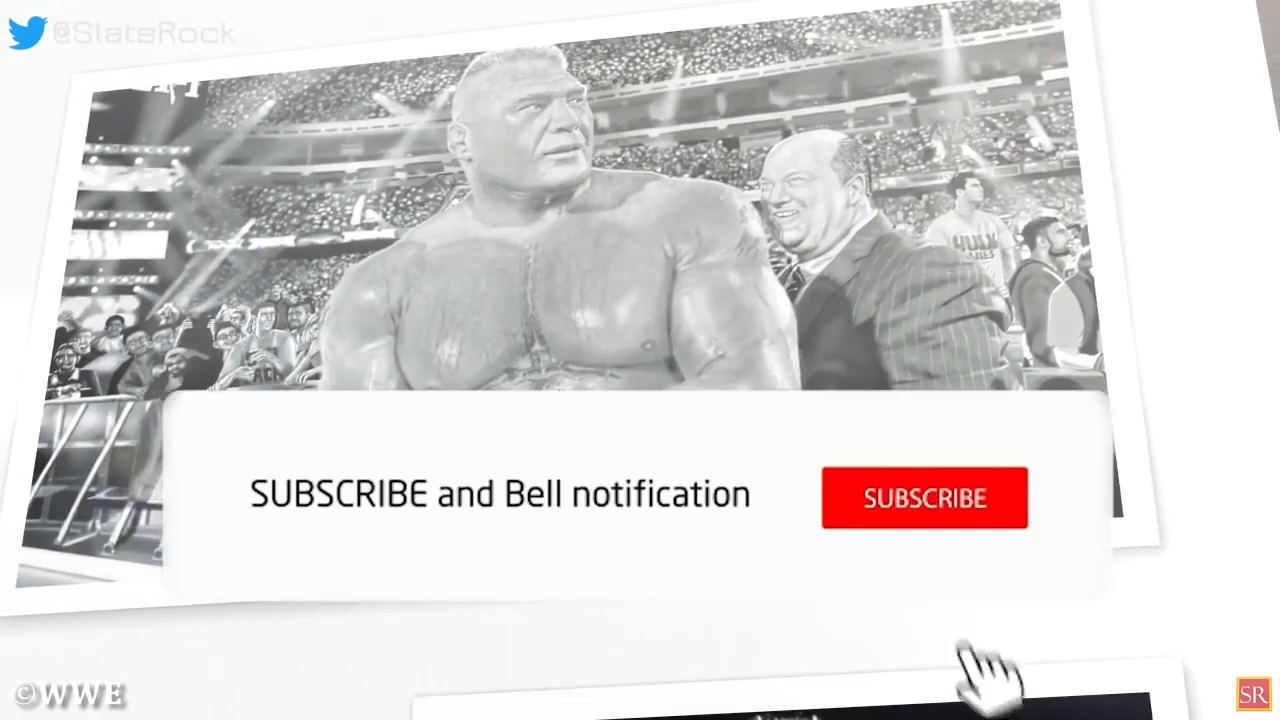 @SlatsRock
SUBSCRIBE and Bell notification
SUBSCRIBE
©WWE
SR